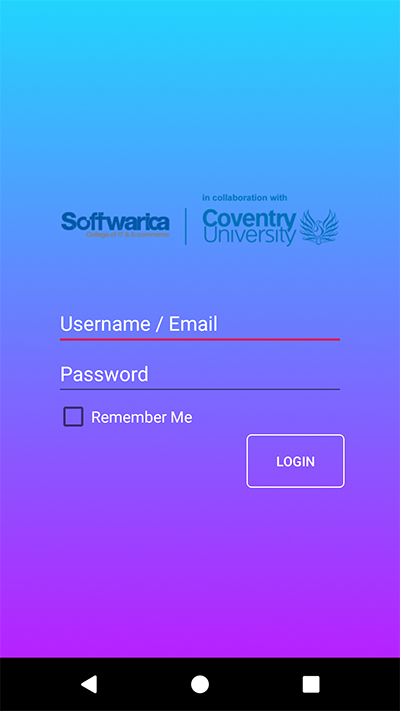 in collaboration with
Softwarica
Coventry
University
College of IT & E-commerce
Username / Email
Password
Remember Me
LOGIN